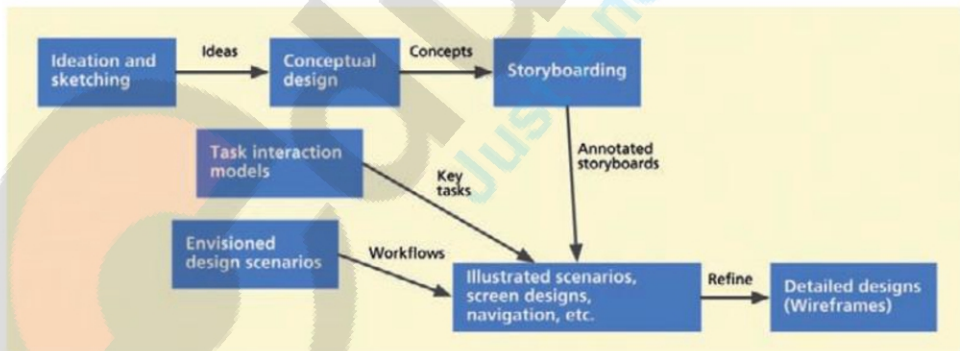 Ideation and
sketching
Ideas
Conceptual
design
Concepts
Storyboarding
Annotated
storyboards
Task interaction
models
Key
tasks
Envisioned
design scenarios
Workflows
Illustrated scenarios,
screen designs,
navigation, etc.
Refine
Detailed designs
(Wireframes)